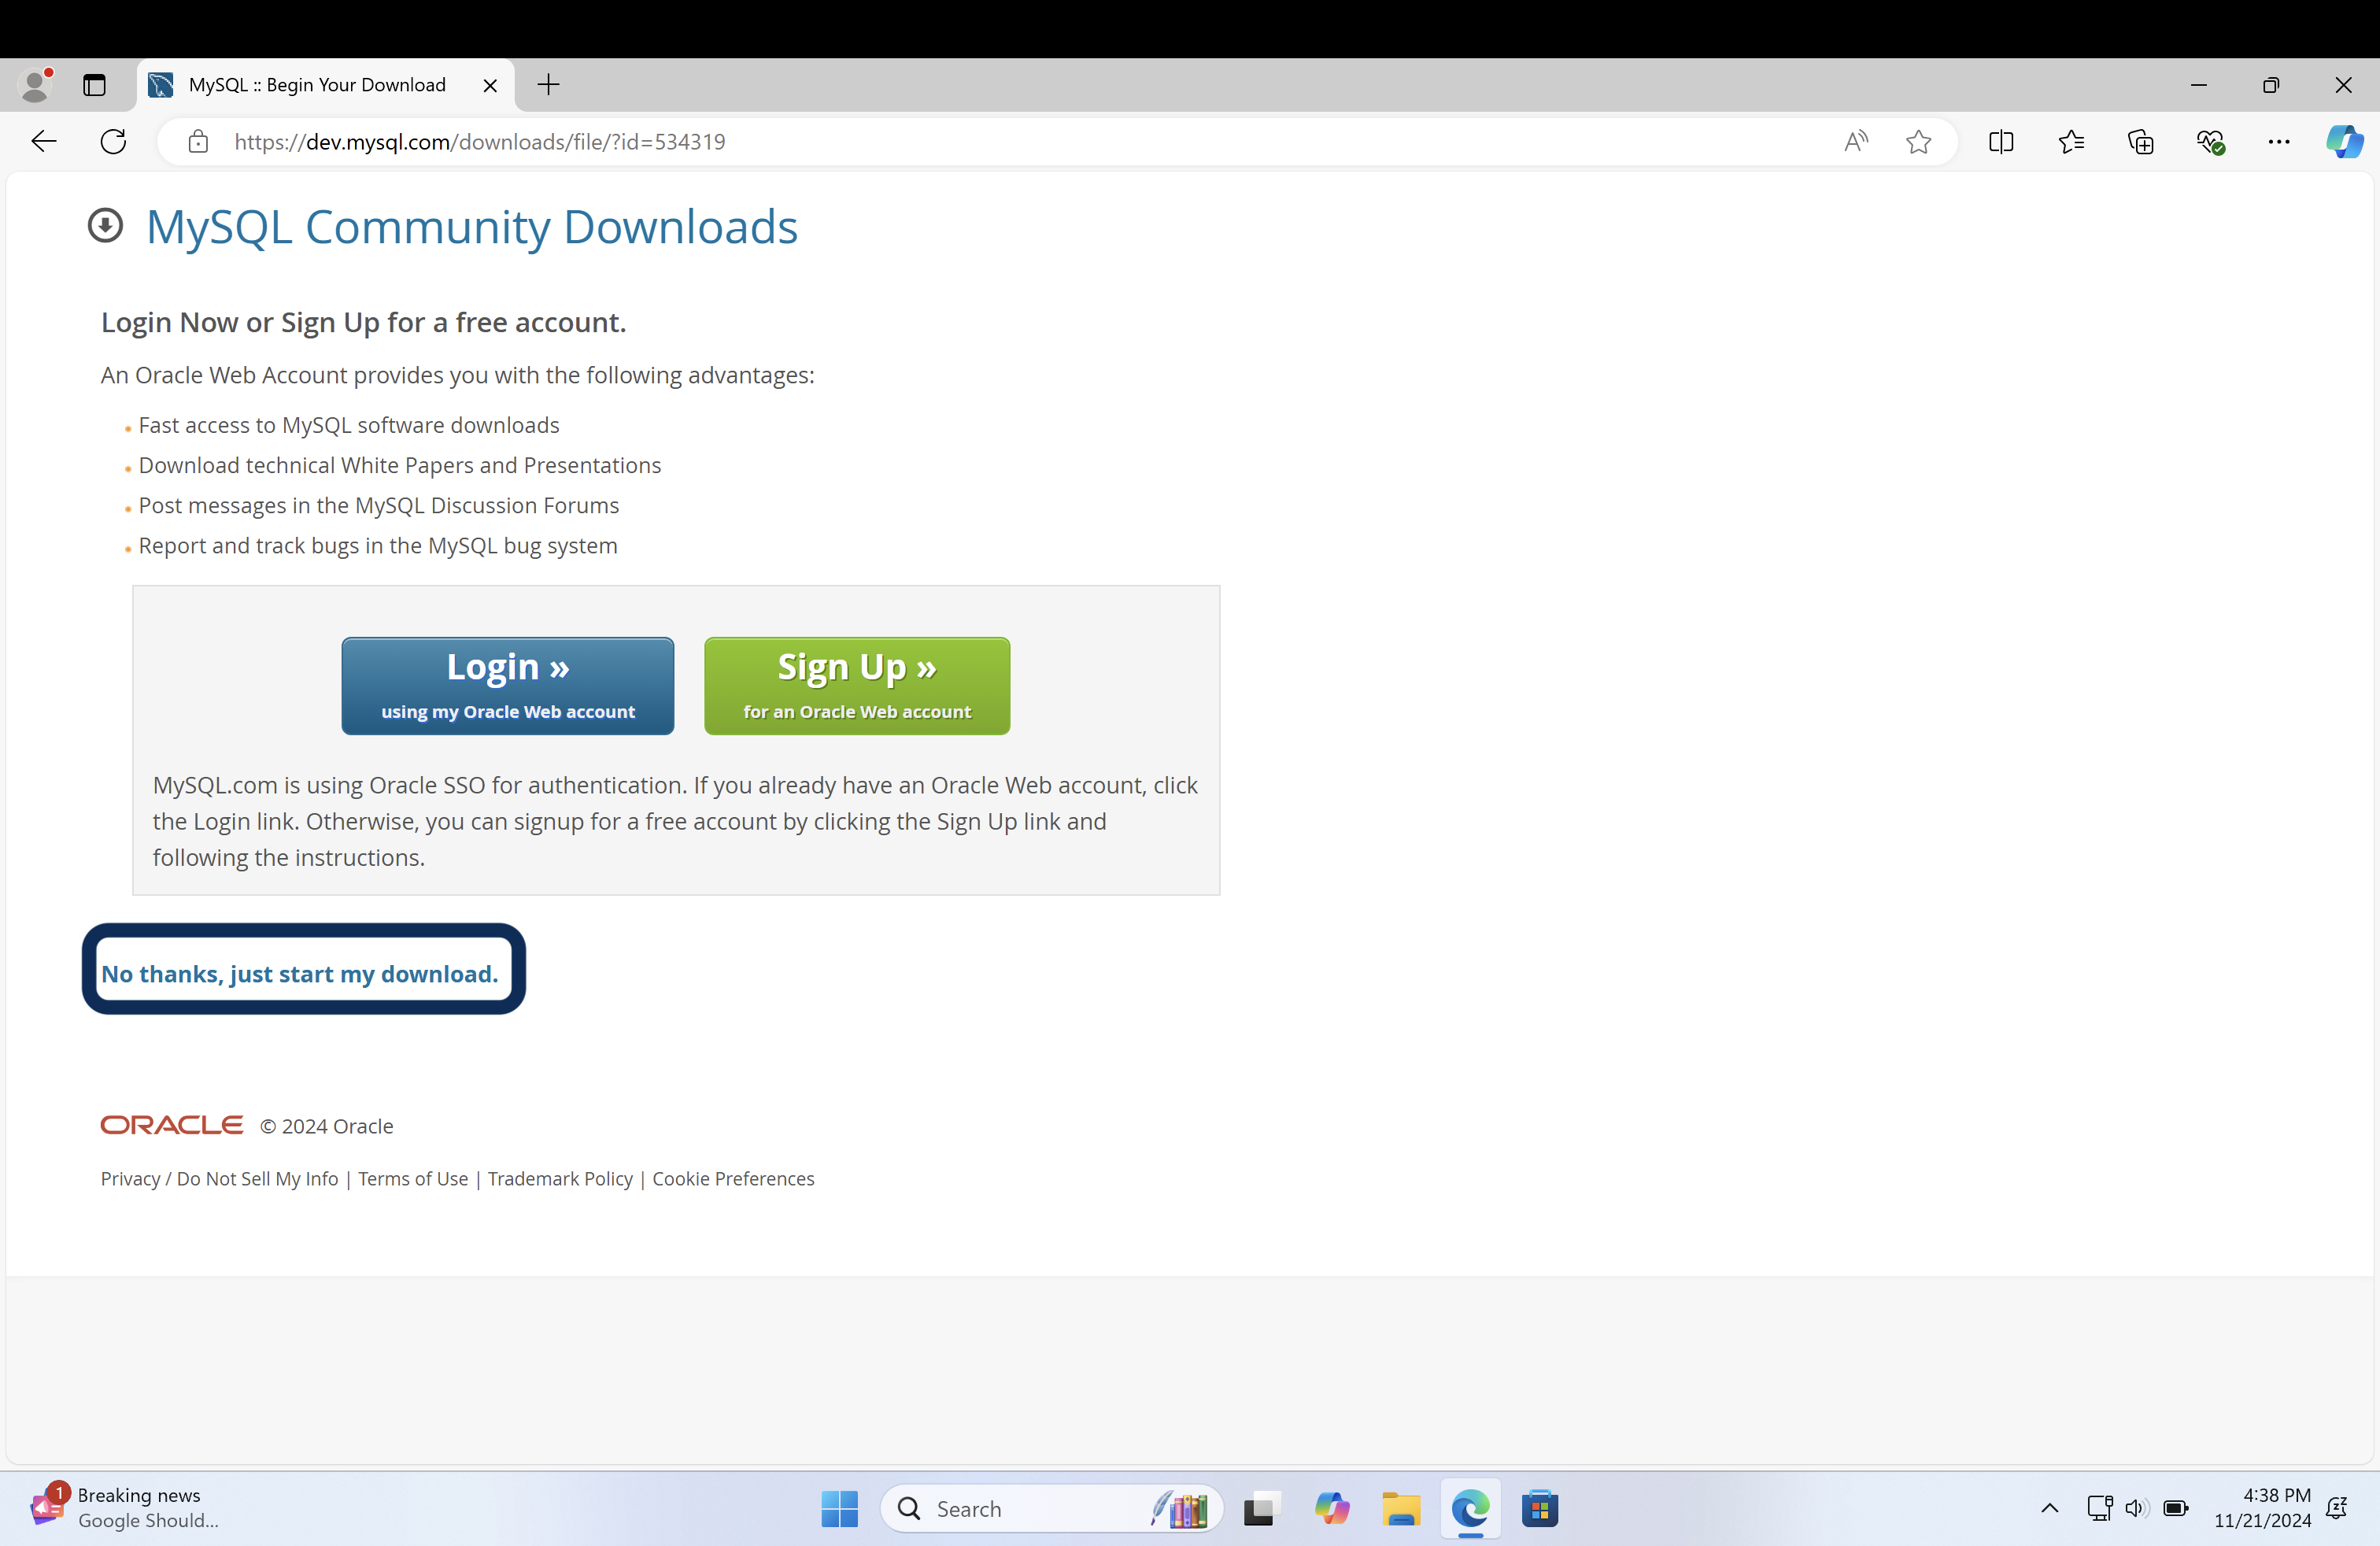 MySQL :: Begin Your Download
https://dev.mysql.com/downloads/file/?id=534319
MySQL Community Downloads
Login Now or Sign Up for a free account.
An Oracle Web Account provides you with the following advantages:
Fast access to MySQL software downloads
Download technical White Papers and Presentations
Post messages in the MySQL Discussion Forums
Report and track bugs in the MySQL bug system
Login »
using my Oracle Web account
Sign Up »
for an Oracle Web account
MySQL.com is using Oracle SSO for authentication. If you already have an Oracle Web account, click
the Login link. Otherwise, you can signup for a free account by clicking the Sign Up link and
following the instructions.
No thanks, just start my download.
ORACLE © 2024 Oracle
Privacy / Do Not Sell My Info | Terms of Use | Trademark Policy | Cookie Preferences
1
Breaking news
Google Should...
Search
4:38 PM
11/21/2024